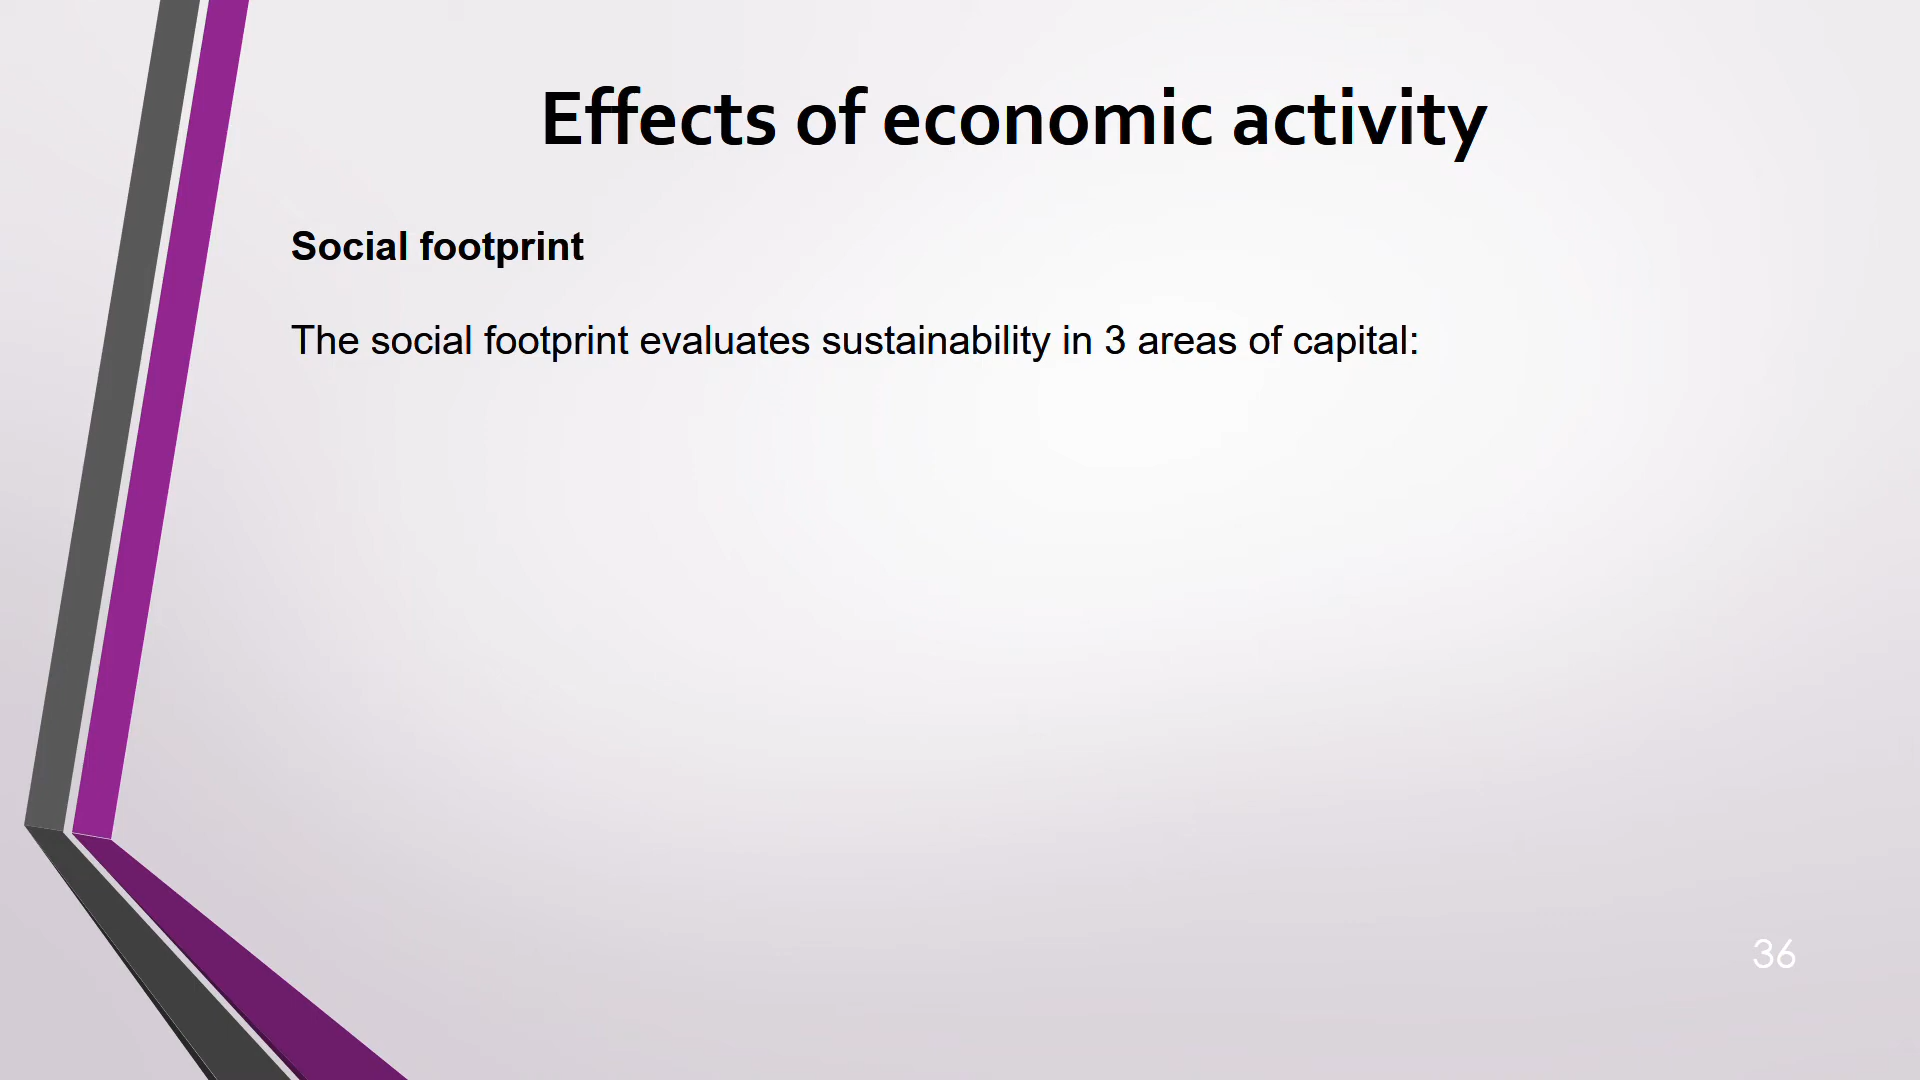 Effects of economic activity
Social footprint
The social footprint evaluates sustainability in 3 areas of capital:
36